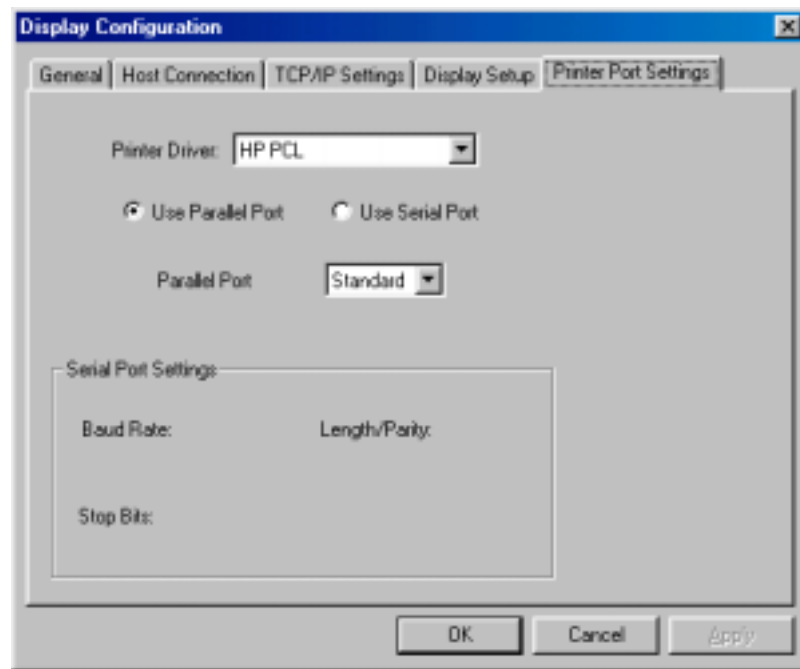 Display Configuration
General Host Connection TCP/IP Settings Display Setup Printer Port Settings
Printer Driver: HP PCL
Use Parallel Port Use Serial Port
Parallel Port Standard
Serial Port Settings
Baud Rate: Length/Parity:
Stop Bits:
OK Cancel Apply